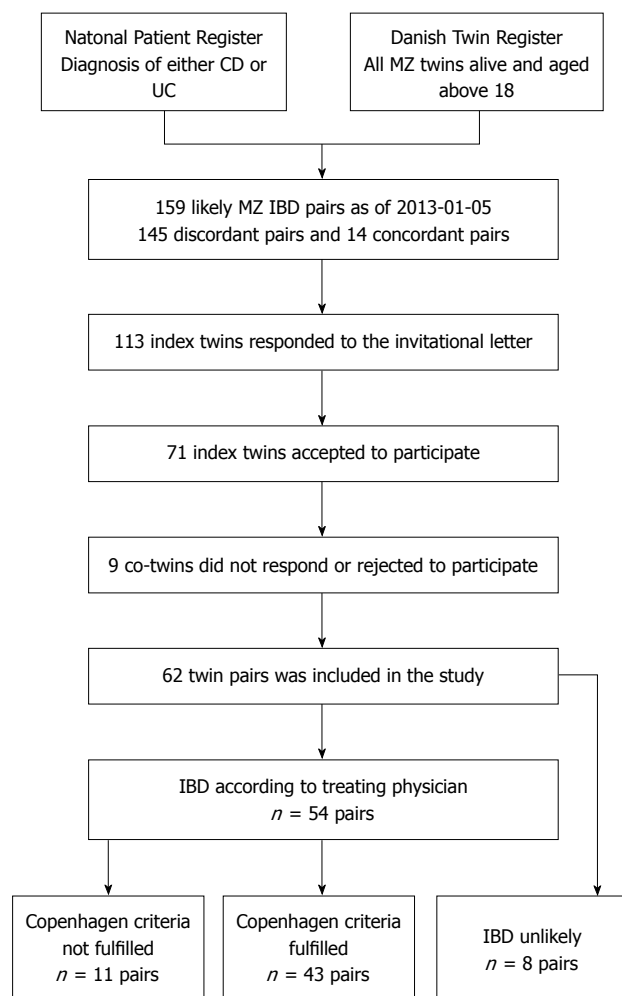 Natonal Patient Register
Diagnosis of either CD or
UC
Danish Twin Register
All MZ twins alive and aged
above 18
159 likely MZ IBD pairs as of 2013-01-05
145 discordant pairs and 14 concordant pairs
113 index twins responded to the invitational letter
71 index twins accepted to participate
9 co-twins did not respond or rejected to participate
62 twin pairs was included in the study
IBD according to treating physician
n = 54 pairs
Copenhagen criteria
not fulfilled
n = 11 pairs
Copenhagen criteria
fulfilled
n = 43 pairs
IBD unlikely
n = 8 pairs